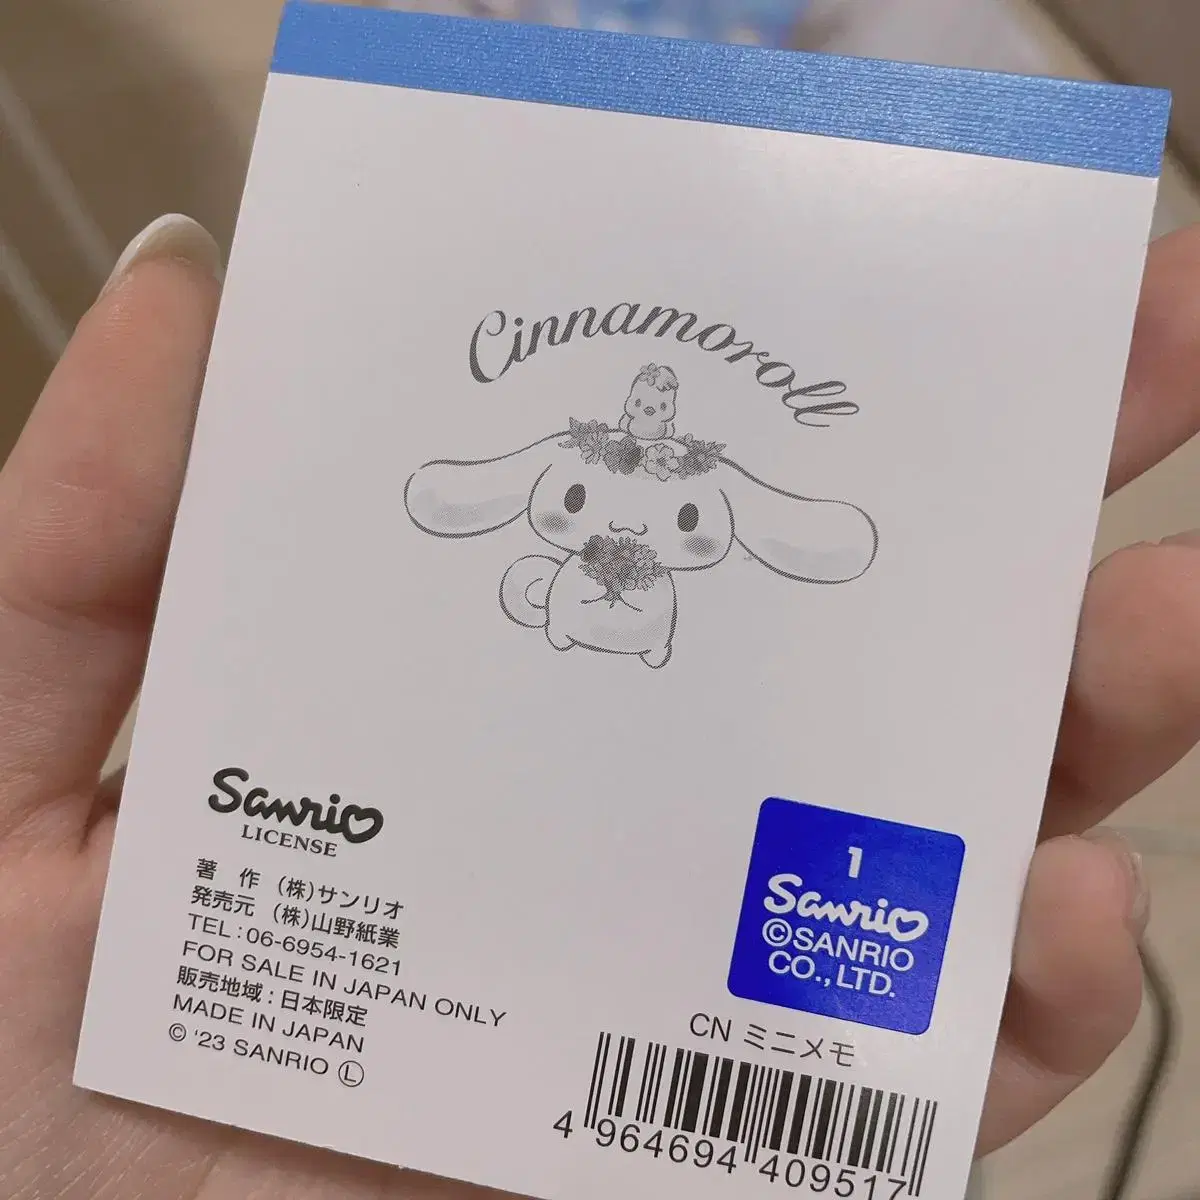 Cinnamoroll
Sanrio
LICENSE
著 作 (株)サンリオ
発売元 (株)山野紙業
TEL:06-6954-1621
FOR SALE IN JAPAN ONLY
販売地域:日本限定
MADE IN JAPAN
© '23 SANRIO Ⓛ
1
Sanrio
©SANRIO
CO.,LTD.
CN ミニメモ
4 964694 409517